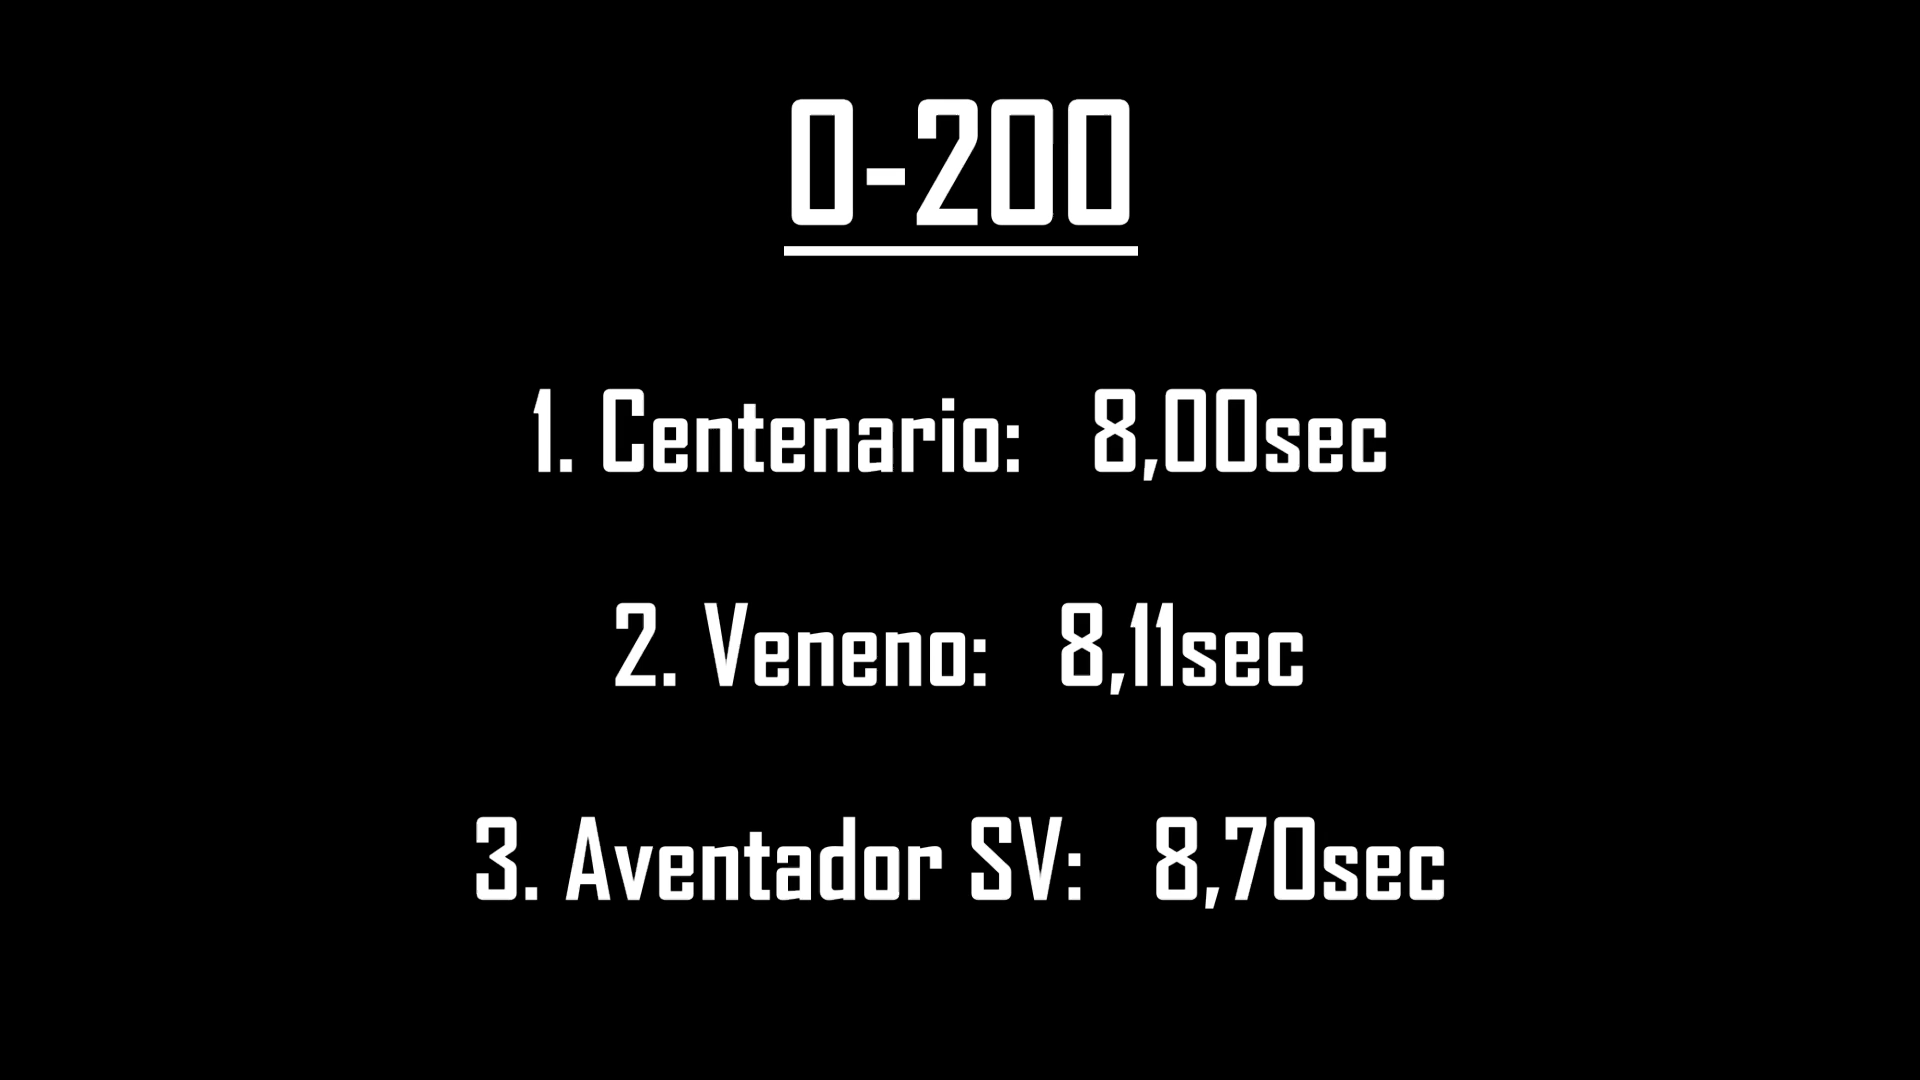 0-200
1. Centenario: 8,00sec
2. Veneno: 8,11sec
3. Aventador SV: 8,70sec